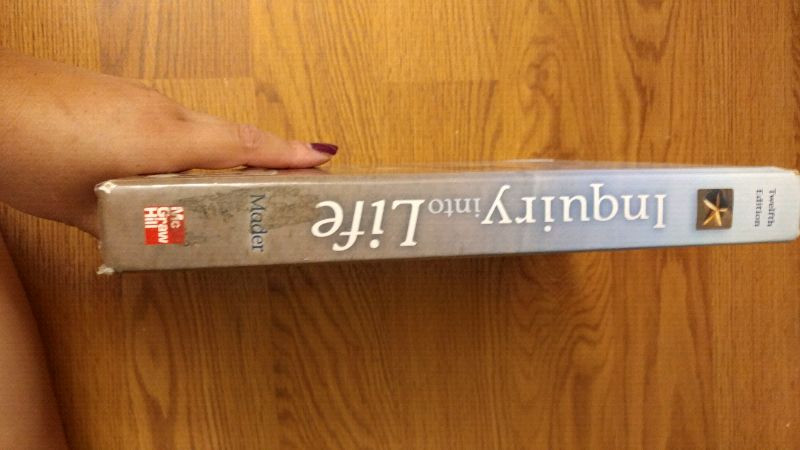 Twelfth
Edition
Inquiry into Life
Mader
Mc
Graw
Hill